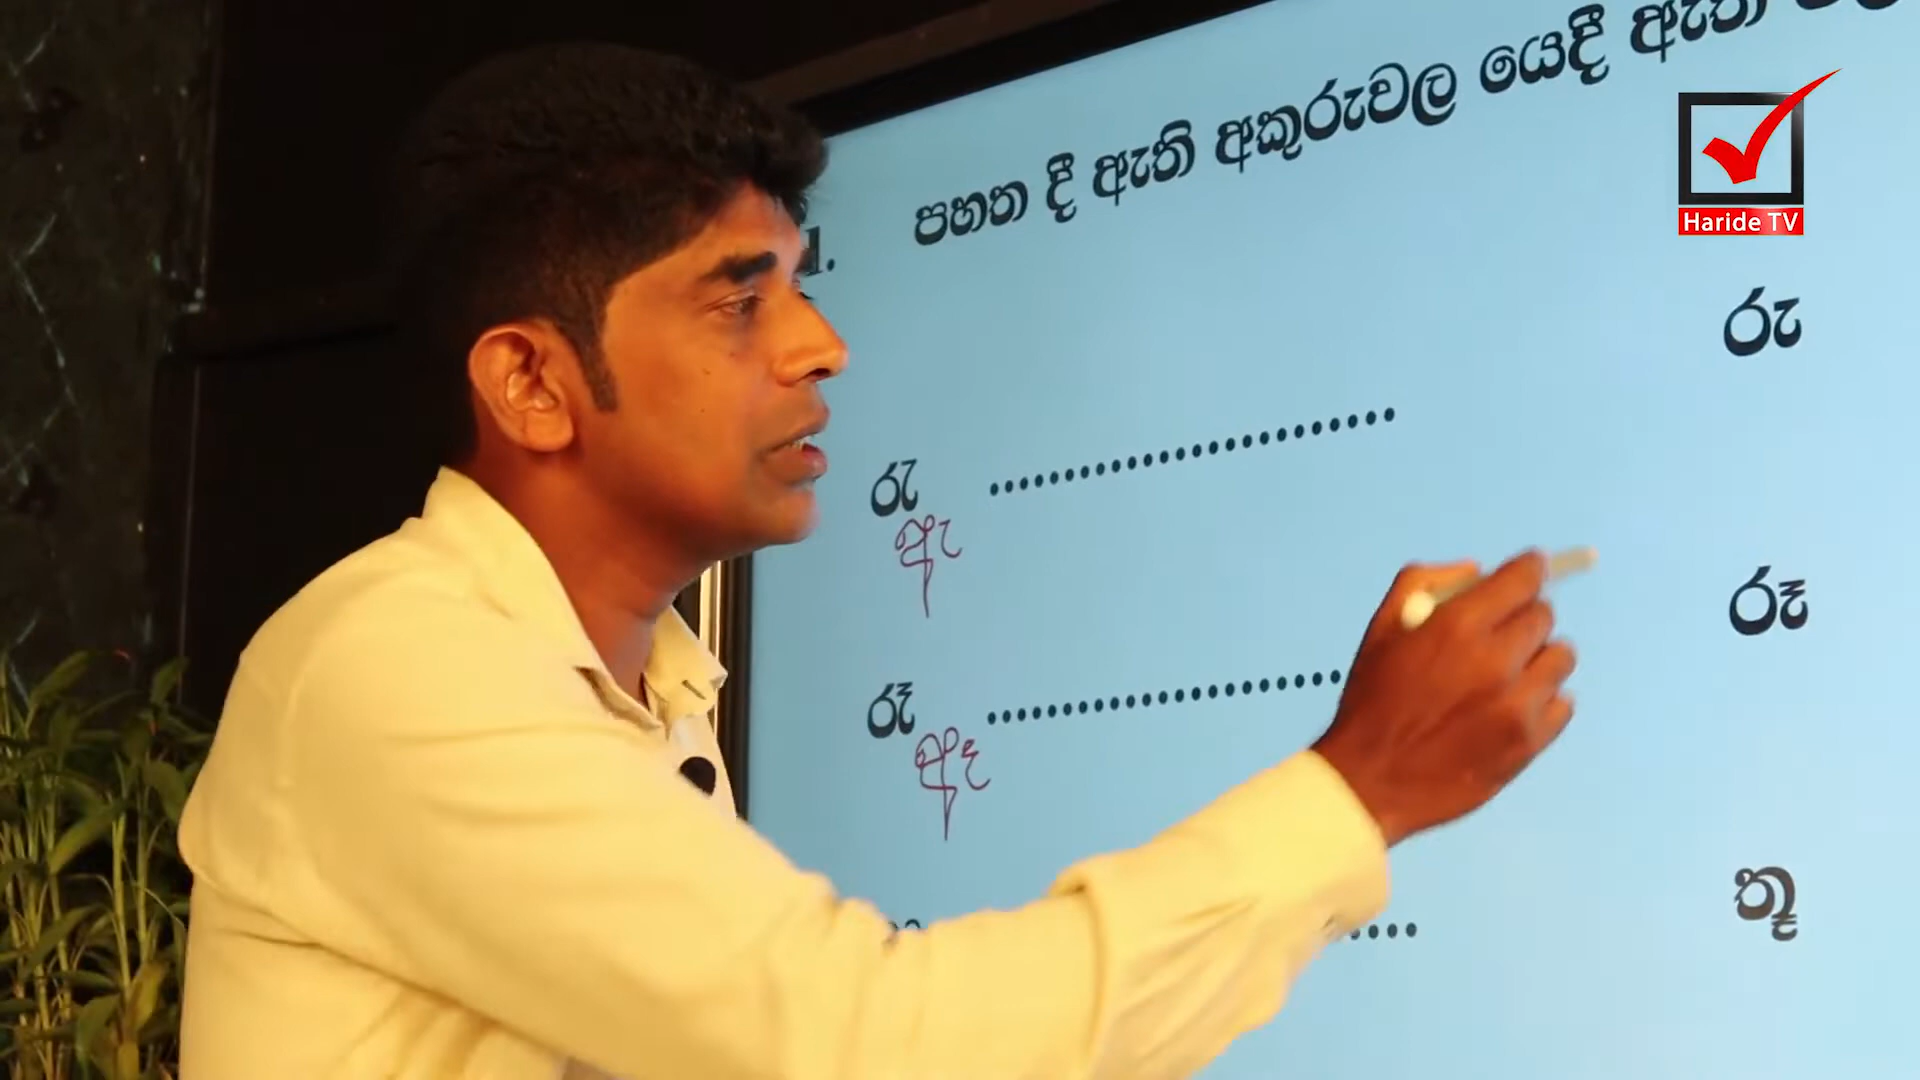 1. පහත දී ඇති අකුරුවල යෙදී ඇති
Haride TV
රු
රැ ..........................
ඇ
රූ
රෑ ..........................
ඈ
තූ